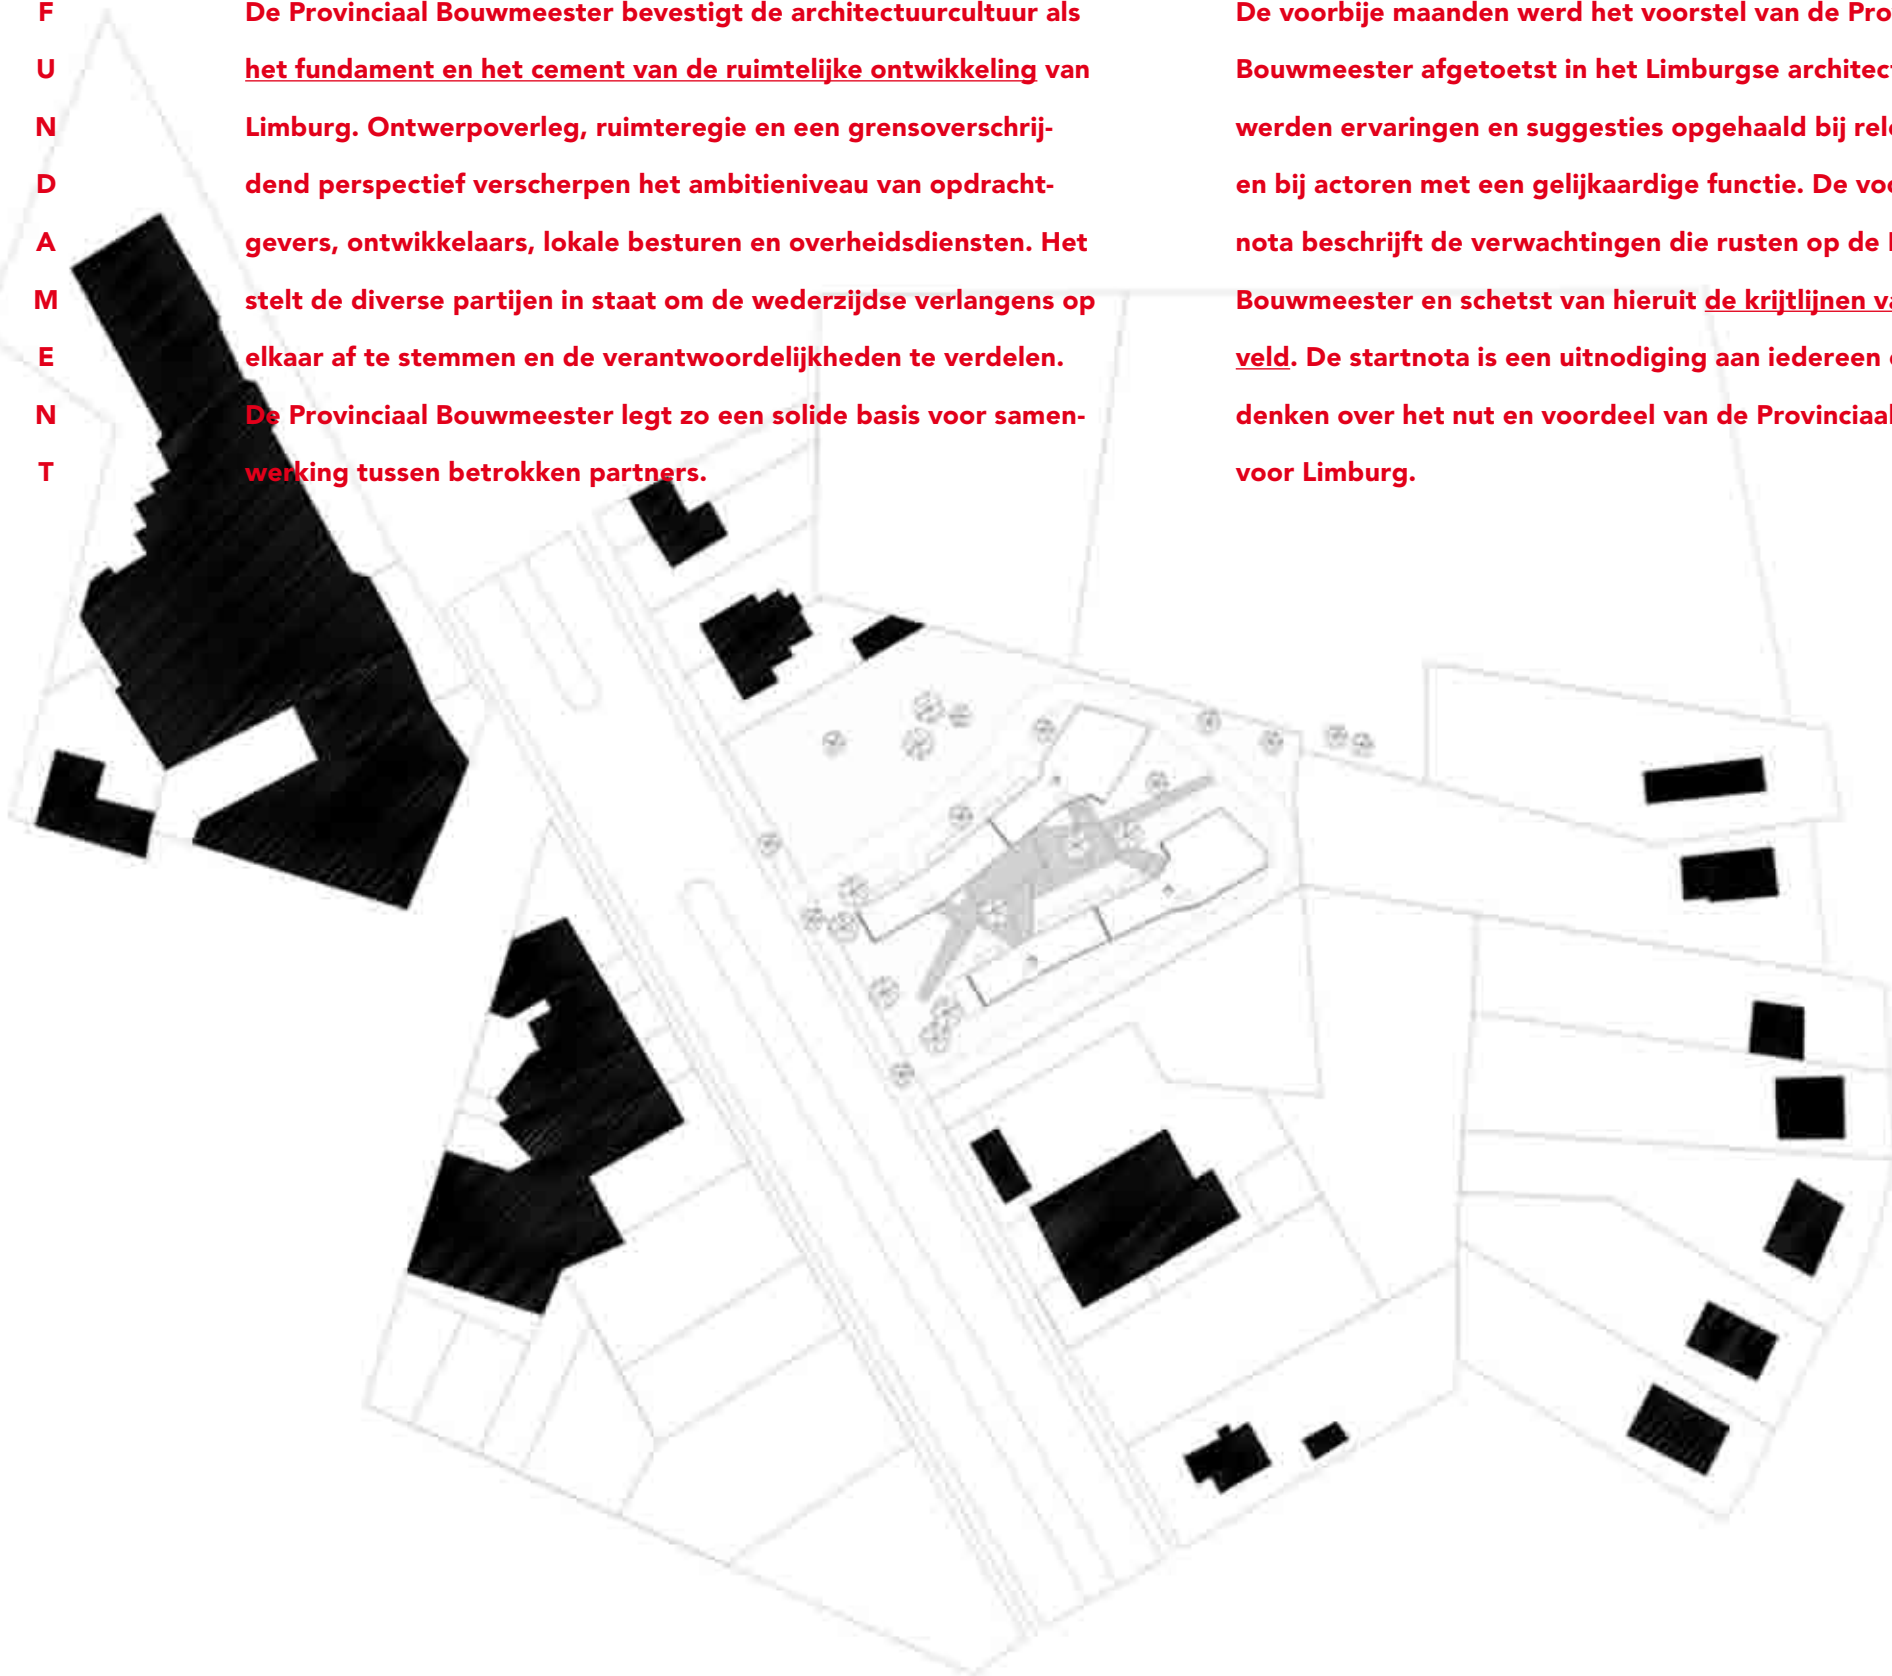 F
U
N
D
A
M
E
N
T
De Provinciaal Bouwmeester bevestigt de architectuurcultuur als
het fundament en het cement van de ruimtelijke ontwikkeling van
Limburg. Ontwerpoverleg, ruimteregie en een grensoverschrij-
dend perspectief verscherpen het ambitieniveau van opdracht-
gevers, ontwikkelaars, lokale besturen en overheidsdiensten. Het
stelt de diverse partijen in staat om de wederzijdse verlangens op
elkaar af te stemmen en de verantwoordelijkheden te verdelen.
De Provinciaal Bouwmeester legt zo een solide basis voor samen-
werking tussen betrokken partners.
De voorbije maanden werd het voorstel van de Pro
Bouwmeester afgetoetst in het Limburgse architect
werden ervaringen en suggesties opgehaald bij rele
en bij actoren met een gelijkaardige functie. De voo
nota beschrijft de verwachtingen die rusten op de
Bouwmeester en schetst van hieruit de krijtlijnen va
veld. De startnota is een uitnodiging aan iedereen
denken over het nut en voordeel van de Provinciaal
voor Limburg.